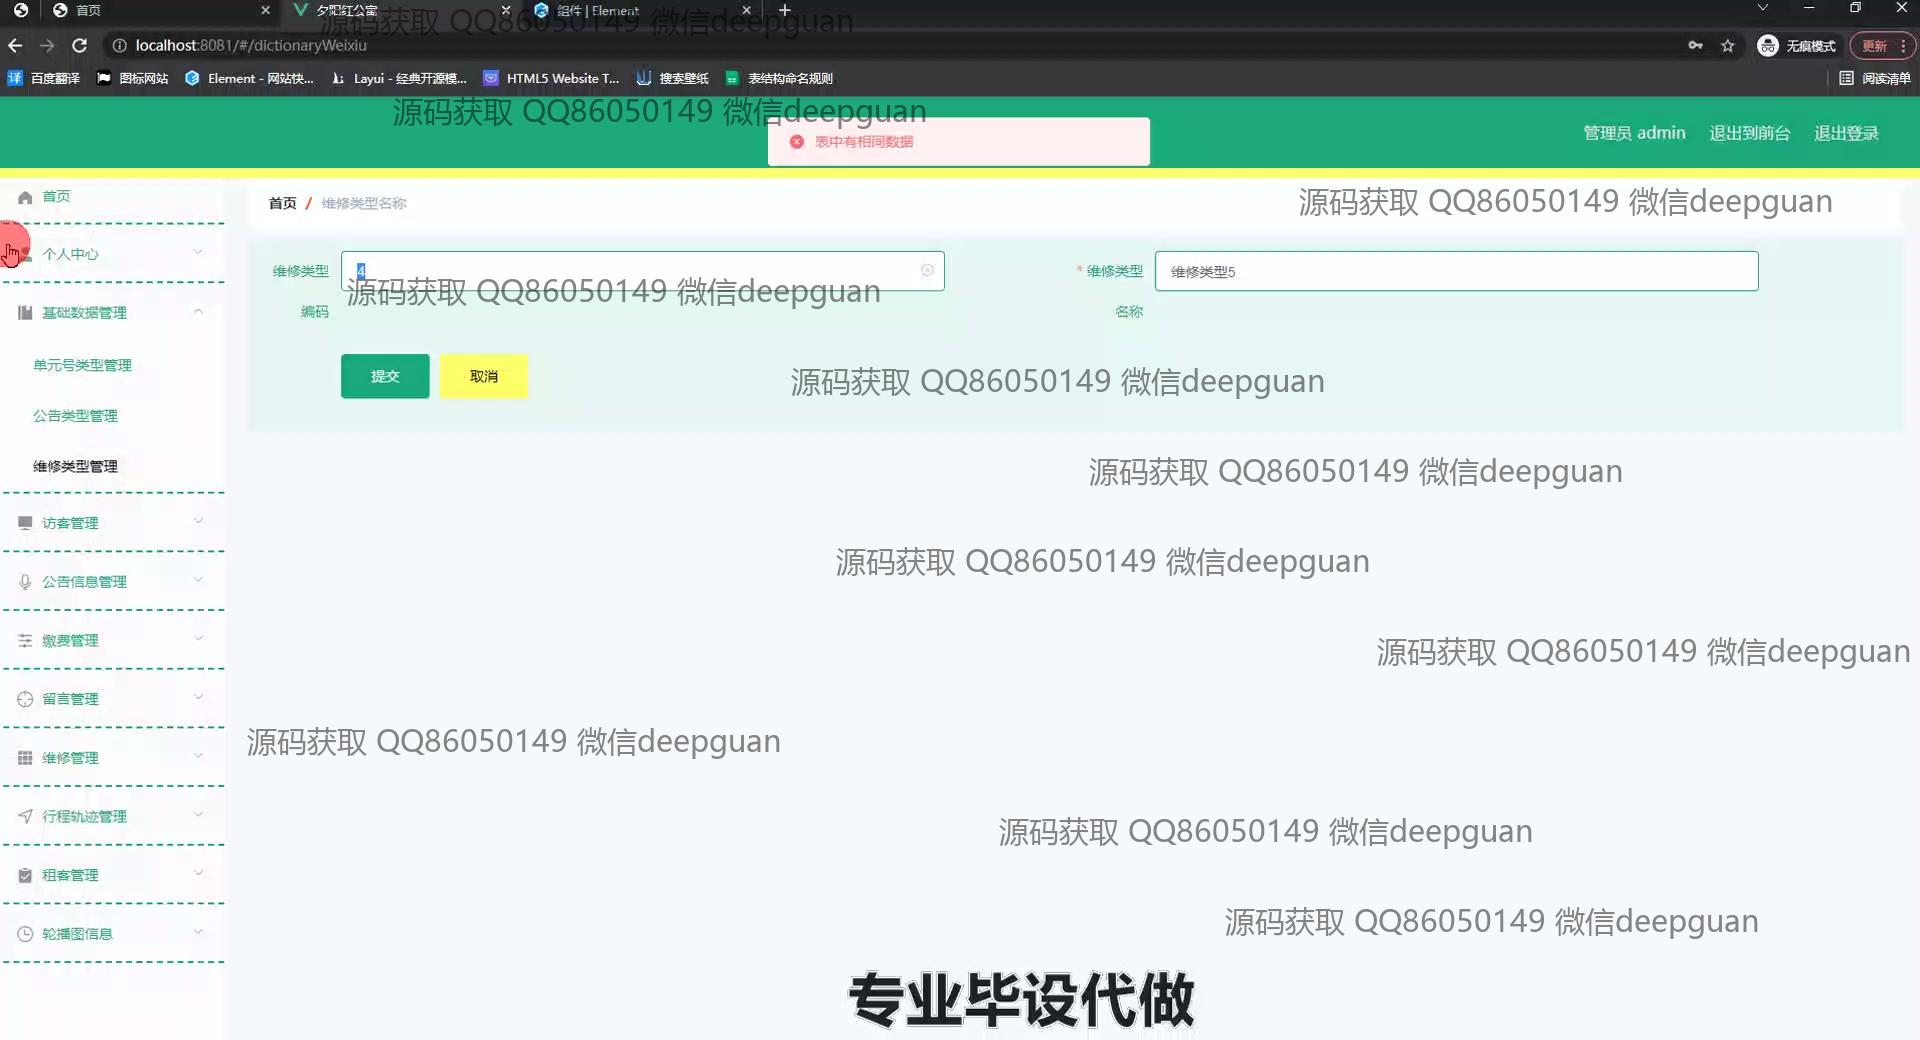 首页
夕阳红公寓
组件 | Element
源码获取 QQ86050149 微信deepguan
localhost:8081/#/dictionaryWeixiu
无痕模式
更新
百度翻译
图标网站
Element - 网站快...
Layui - 经典开源模...
HTML5 Website T...
搜索壁纸
表结构命名规则
阅读清单
源码获取 QQ86050149 微信deepguan
表中有相同数据
管理员 admin
退出到前台
退出登录
首页
首页 / 维修类型名称
源码获取 QQ86050149 微信deepguan
个人中心
维修类型
编码
4
* 维修类型
名称
维修类型5
源码获取 QQ86050149 微信deepguan
基础数据管理
单元号类型管理
提交
取消
源码获取 QQ86050149 微信deepguan
公告类型管理
维修类型管理
源码获取 QQ86050149 微信deepguan
访客管理
源码获取 QQ86050149 微信deepguan
公告信息管理
缴费管理
源码获取 QQ86050149 微信deepguan
留言管理
源码获取 QQ86050149 微信deepguan
维修管理
行程轨迹管理
源码获取 QQ86050149 微信deepguan
租客管理
源码获取 QQ86050149 微信deepguan
轮播图信息
专业毕设代做